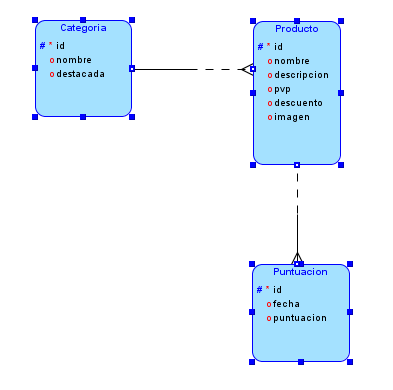 Categoria
# * id
o nombre
o destacada
Producto
# * id
o nombre
o descripcion
o pvp
o descuento
o imagen
Puntuacion
# * id
o fecha
o puntuacion